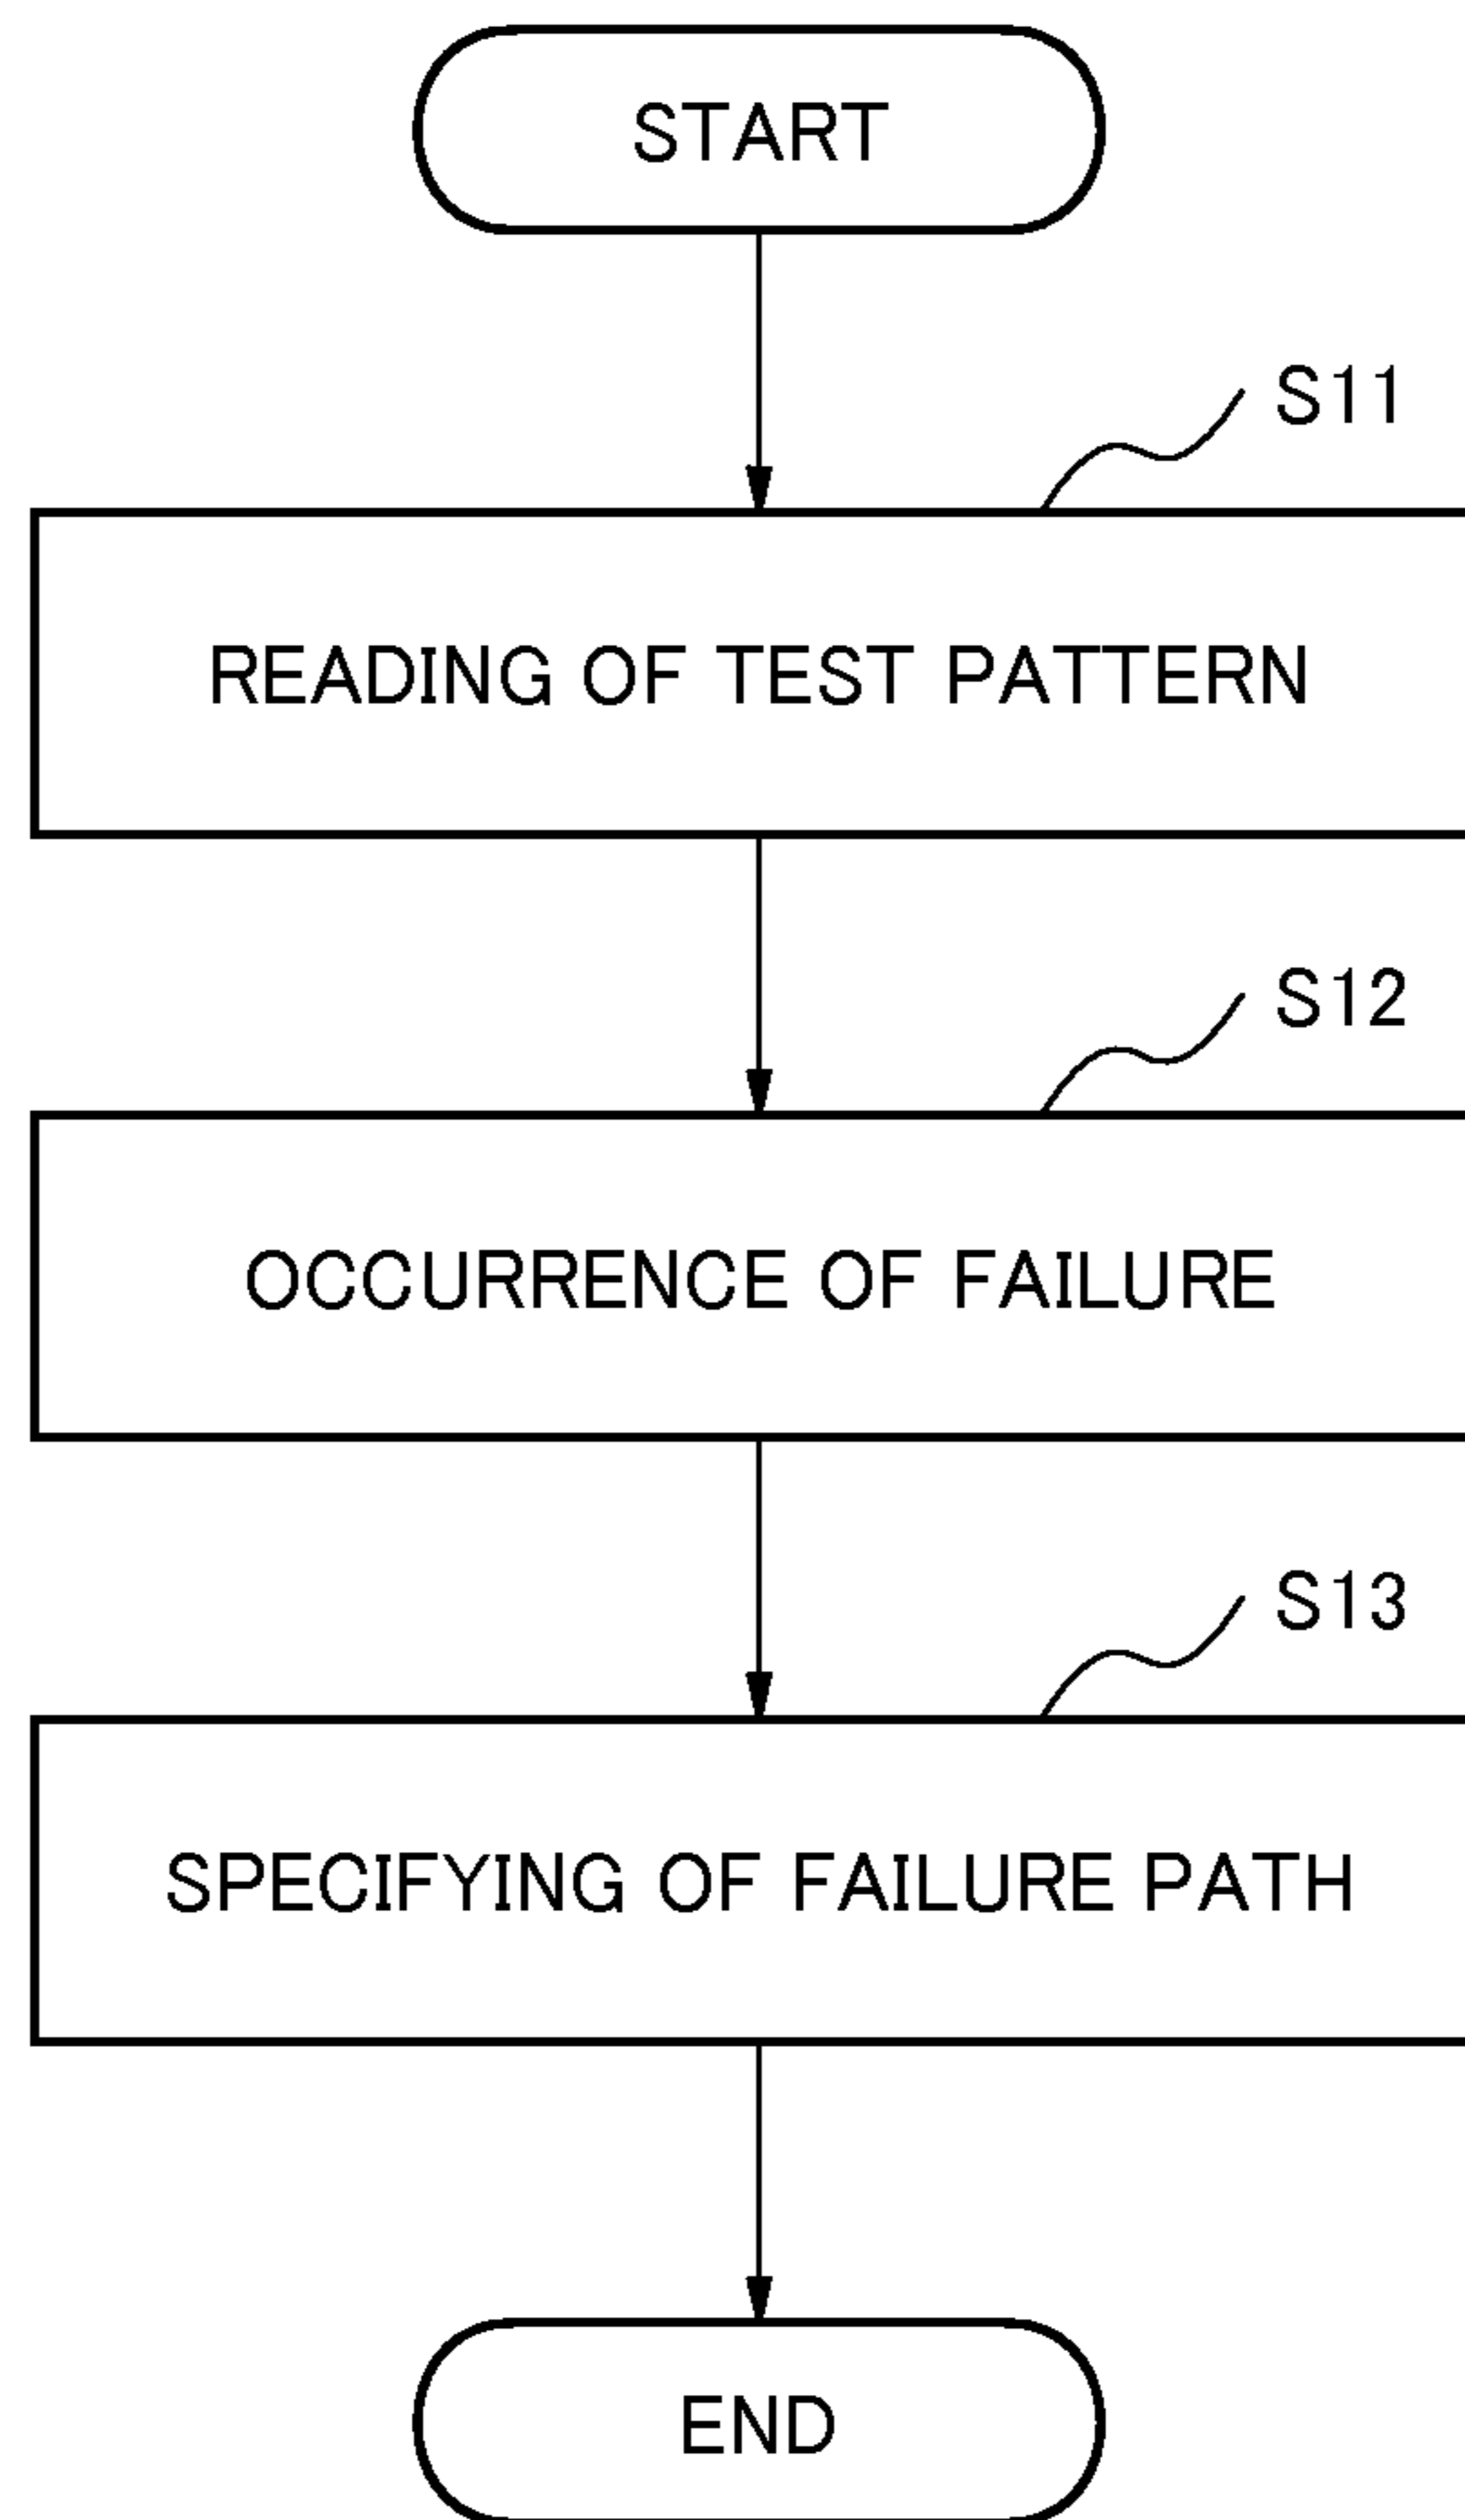 START
S11
READING OF TEST PATTERN
S12
OCCURRENCE OF FAILURE
S13
SPECIFYING OF FAILURE PATH
END